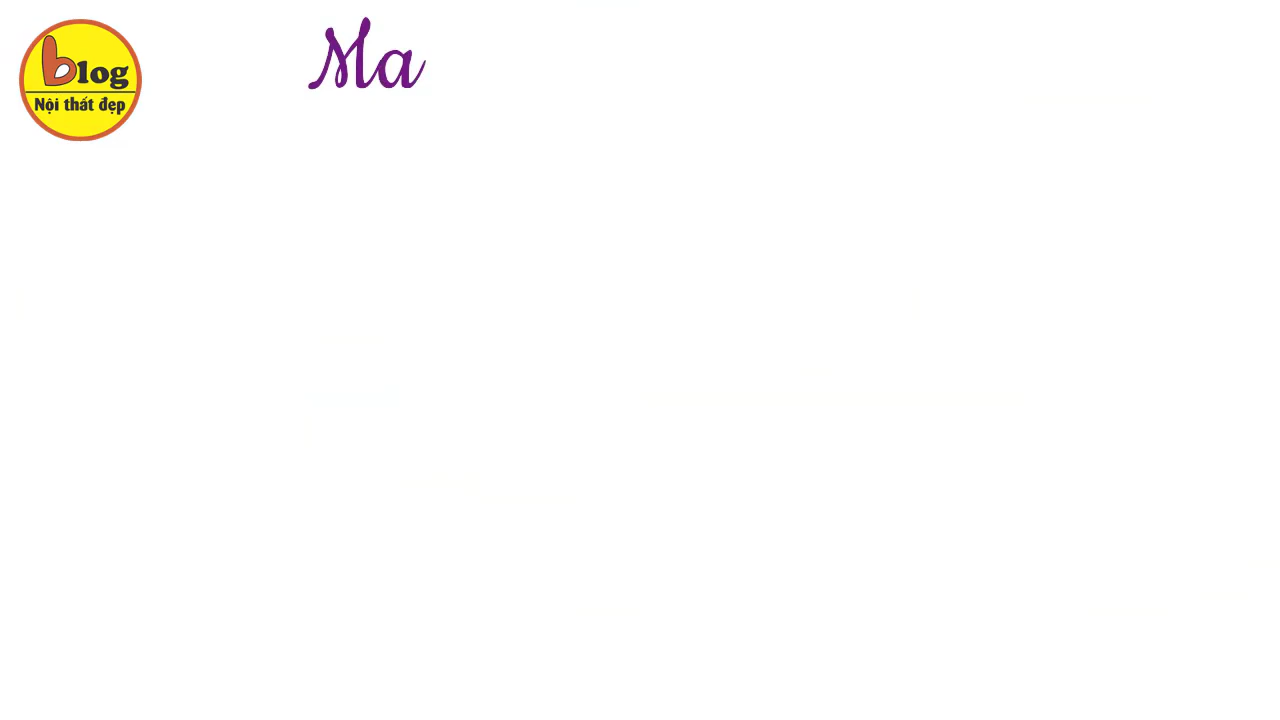 blog
Nội thất đẹp
Ma